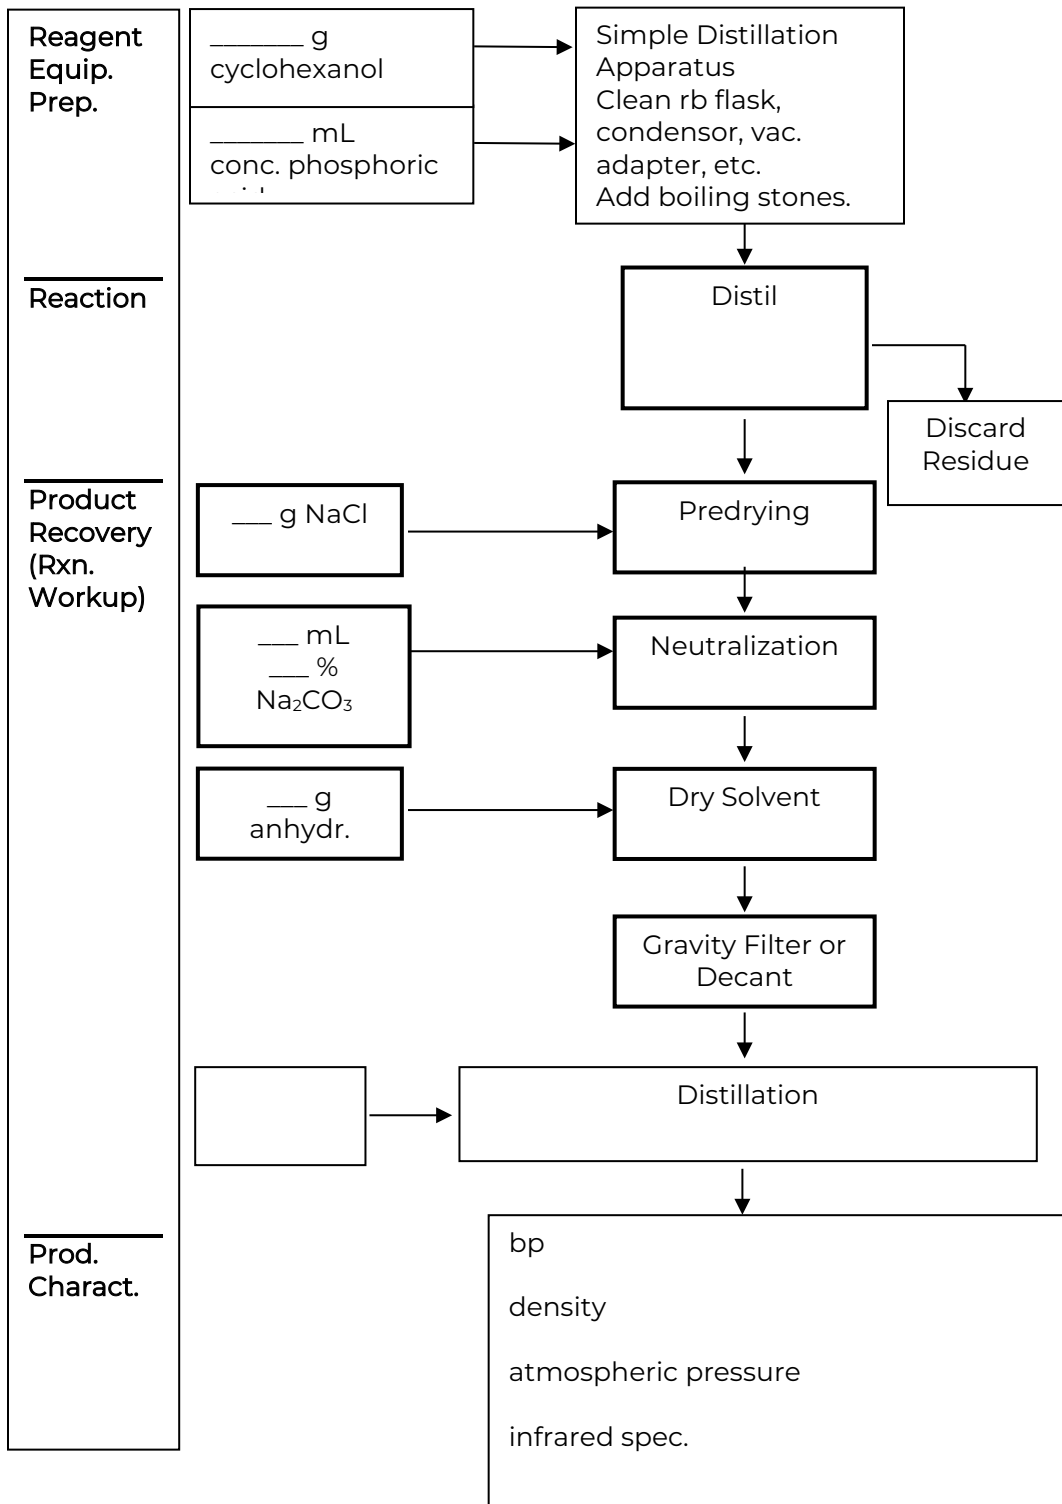 Reagent
Equip.
Prep.
_______ g
cyclohexanol
_______ mL
conc. phosphoric
Simple Distillation
Apparatus
Clean rb flask,
condensor, vac.
adapter, etc.
Add boiling stones.
Reaction
Distil
Discard
Residue
Product
Recovery
(Rxn.
Workup)
___ g NaCl
Predrying
___ mL
___ %
Na₂CO₃
Neutralization
___ g
anhydr.
Dry Solvent
Gravity Filter or
Decant
Distillation
Prod.
Charact.
bp
density
atmospheric pressure
infrared spec.